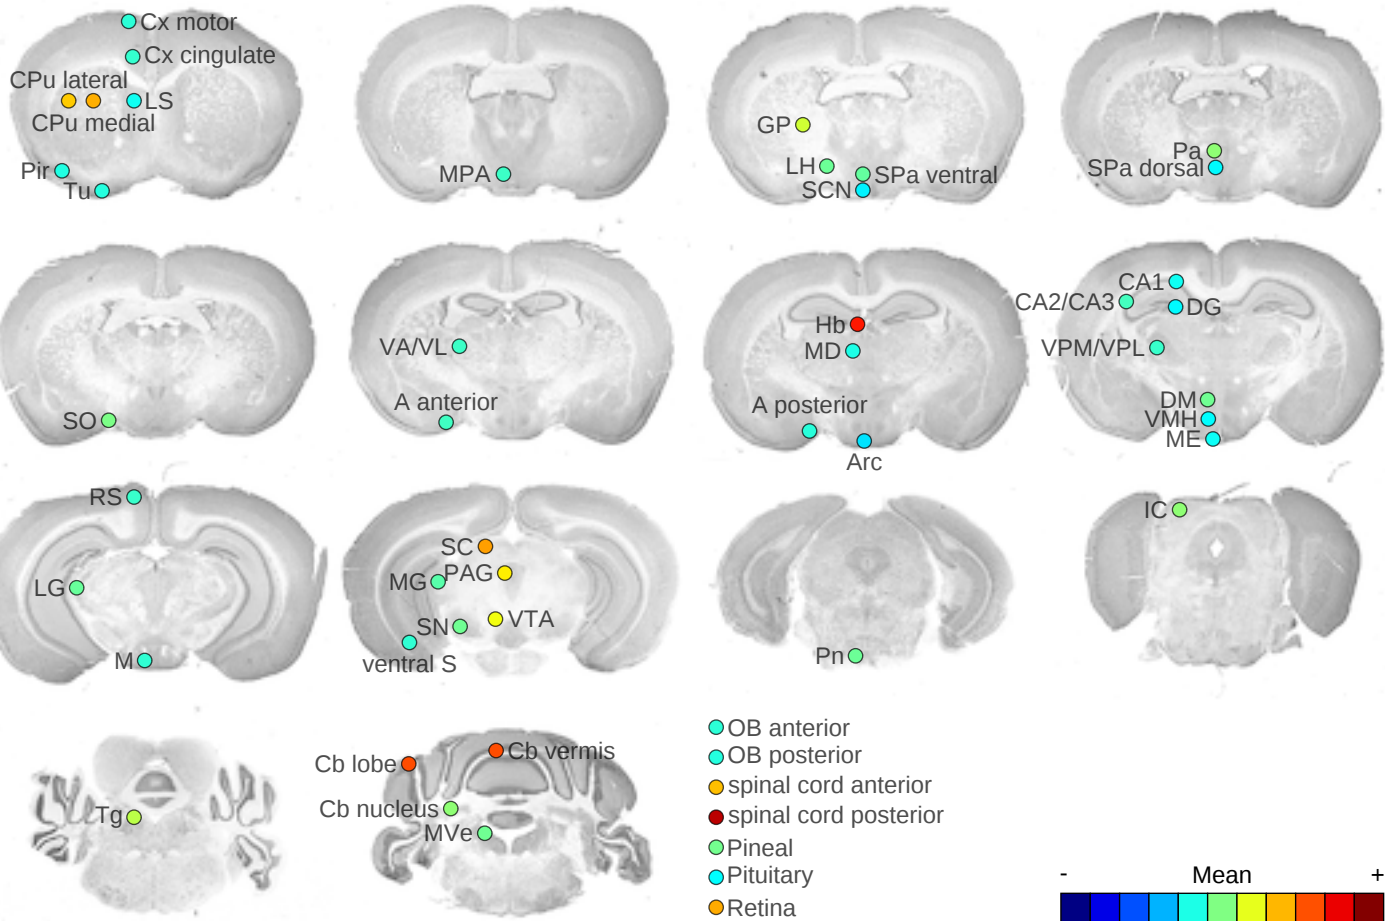 Cx motor
Cx cingulate
CPu lateral
LS
CPu medial
Pir
Tu
MPA
GP
LH
SPa ventral
SCN
Pa
SPa dorsal
SO
VA/VL
A anterior
Hb
MD
A posterior
Arc
CA1
CA2/CA3
DG
VPM/VPL
DM
VMH
ME
RS
LG
M
SC
PAG
MG
VTA
SN
ventral S
Pn
IC
Tg
Cb vermis
Cb lobe
Cb nucleus
MVe
OB anterior
OB posterior
spinal cord anterior
spinal cord posterior
Pineal
Pituitary
Retina
- Mean +